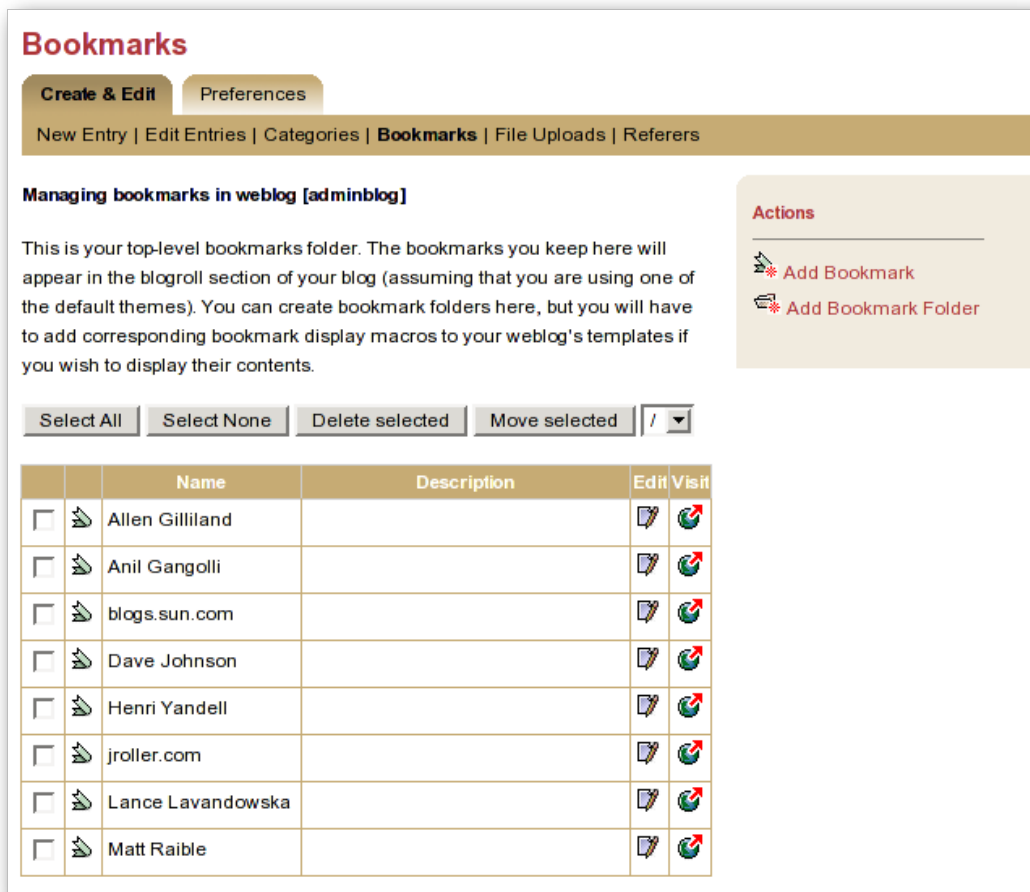 Bookmarks
Create & Edit Preferences
New Entry | Edit Entries | Categories | Bookmarks | File Uploads | Referers
Managing bookmarks in weblog [adminblog]
This is your top-level bookmarks folder. The bookmarks you keep here will
appear in the blogroll section of your blog (assuming that you are using one of
the default themes). You can create bookmark folders here, but you will have
to add corresponding bookmark display macros to your weblog's templates if
you wish to display their contents.
Actions
Add Bookmark
Add Bookmark Folder
Select All Select None Delete selected Move selected /
Name Description Edit Visit
Allen Gilliland
Anil Gangolli
blogs.sun.com
Dave Johnson
Henri Yandell
jroller.com
Lance Lavandowska
Matt Raible